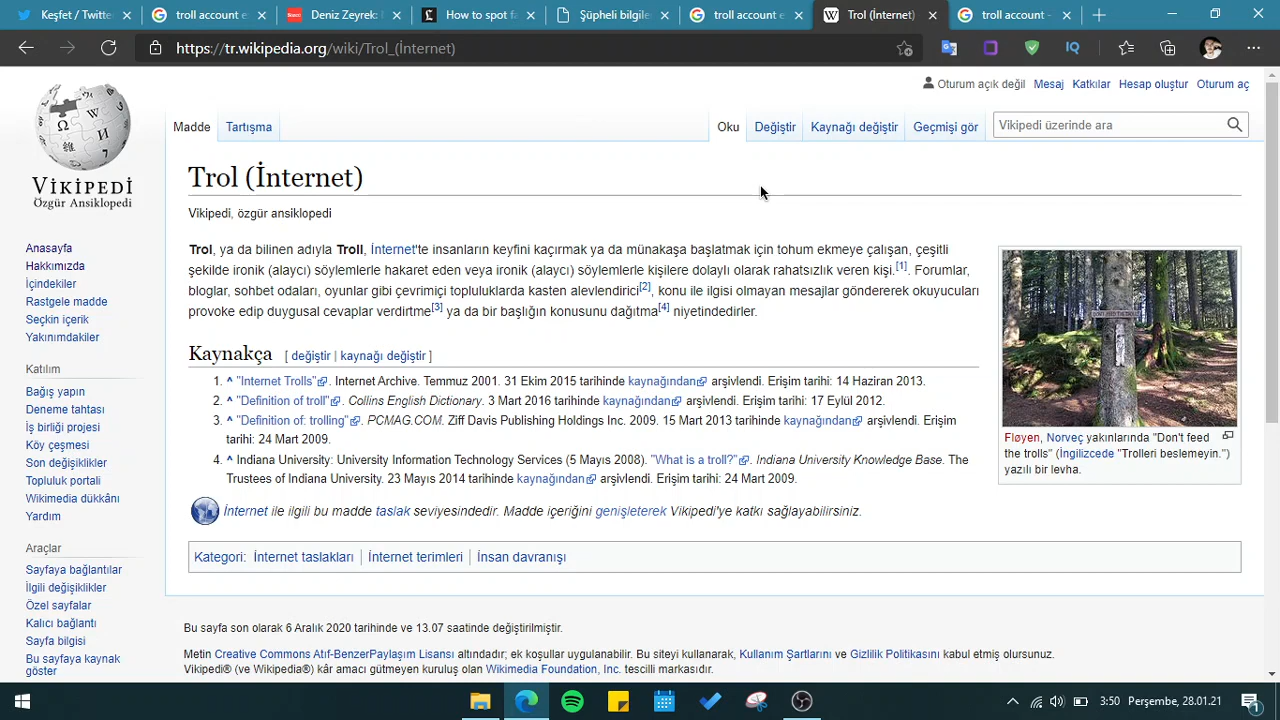 Keşfet / Twitter
troll account e
Deniz Zeyrek:
How to spot fa
Şüpheli bilgile
troll account e
Trol (İnternet)
troll account -
https://tr.wikipedia.org/wiki/Trol_(İnternet)
Oturum açık değil Mesaj Katkılar Hesap oluştur Oturum aç
Madde Tartışma Oku Değiştir Kaynağı değiştir Geçmişi gör Vikipedi üzerinde ara
VİKİPEDİ
Özgür Ansiklopedi
Anasayfa
Hakkımızda
İçindekiler
Rastgele madde
Seçkin içerik
Yakınımdakiler
Katılım
Bağış yapın
Deneme tahtası
İş birliği projesi
Köy çeşmesi
Son değişiklikler
Topluluk portali
Wikimedia dükkânı
Yardım
Araçlar
Sayfaya bağlantılar
İlgili değişiklikler
Özel sayfalar
Kalıcı bağlantı
Sayfa bilgisi
Bu sayfaya kaynak
göster
Trol (İnternet)
Vikipedi, özgür ansiklopedi
Trol, ya da bilinen adıyla Troll, İnternet'te insanların keyfini kaçırmak ya da münakaşa başlatmak için tohum ekmeye çalışan, çeşitli
şekilde ironik (alaycı) söylemlerle hakaret eden veya ironik (alaycı) söylemlerle kişilere dolaylı olarak rahatsızlık veren kişi.[1]. Forumlar,
bloglar, sohbet odaları, oyunlar gibi çevrimiçi topluluklarda kasten alevlendirici[2], konu ile ilgisi olmayan mesajlar göndererek okuyucuları
provoke edip duygusal cevaplar verdirtme[3] ya da bir başlığın konusunu dağıtma[4] niyetindedirler.
DON'T FEED THE TROLLS
Fløyen, Norveç yakınlarında "Don't feed
the trolls" (İngilizcede "Trolleri beslemeyin.")
yazılı bir levha.
Kaynakça [ değiştir | kaynağı değiştir ]
1. ^ "Internet Trolls". Internet Archive. Temmuz 2001. 31 Ekim 2015 tarihinde kaynağından arşivlendi. Erişim tarihi: 14 Haziran 2013.
2. ^ "Definition of troll". Collins English Dictionary. 3 Mart 2016 tarihinde kaynağından arşivlendi. Erişim tarihi: 17 Eylül 2012.
3. ^ "Definition of: trolling". PCMAG.COM. Ziff Davis Publishing Holdings Inc. 2009. 15 Mart 2013 tarihinde kaynağından arşivlendi. Erişim
tarihi: 24 Mart 2009.
4. ^ Indiana University: University Information Technology Services (5 Mayıs 2008). "What is a troll?". Indiana University Knowledge Base. The
Trustees of Indiana University. 23 Mayıs 2014 tarihinde kaynağından arşivlendi. Erişim tarihi: 24 Mart 2009.
İnternet ile ilgili bu madde taslak seviyesindedir. Madde içeriğini genişleterek Vikipedi'ye katkı sağlayabilirsiniz.
Kategori: İnternet taslakları | İnternet terimleri | İnsan davranışı
Bu sayfa son olarak 6 Aralık 2020 tarihinde ve 13.07 saatinde değiştirilmiştir.
Metin Creative Commons Atıf-BenzerPaylaşım Lisansı altındadır; ek koşullar uygulanabilir. Bu siteyi kullanarak, Kullanım Şartlarını ve Gizlilik Politikasını kabul etmiş olursunuz.
Vikipedi® (ve Wikipedia®) kâr amacı gütmeyen kuruluş olan Wikimedia Foundation, Inc. tescilli markasıdır.
3:50 Perşembe, 28.01.21